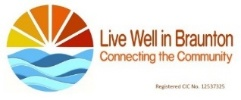 Live Well in Braunton
Connecting the Community
Registered CIC No. 12537325